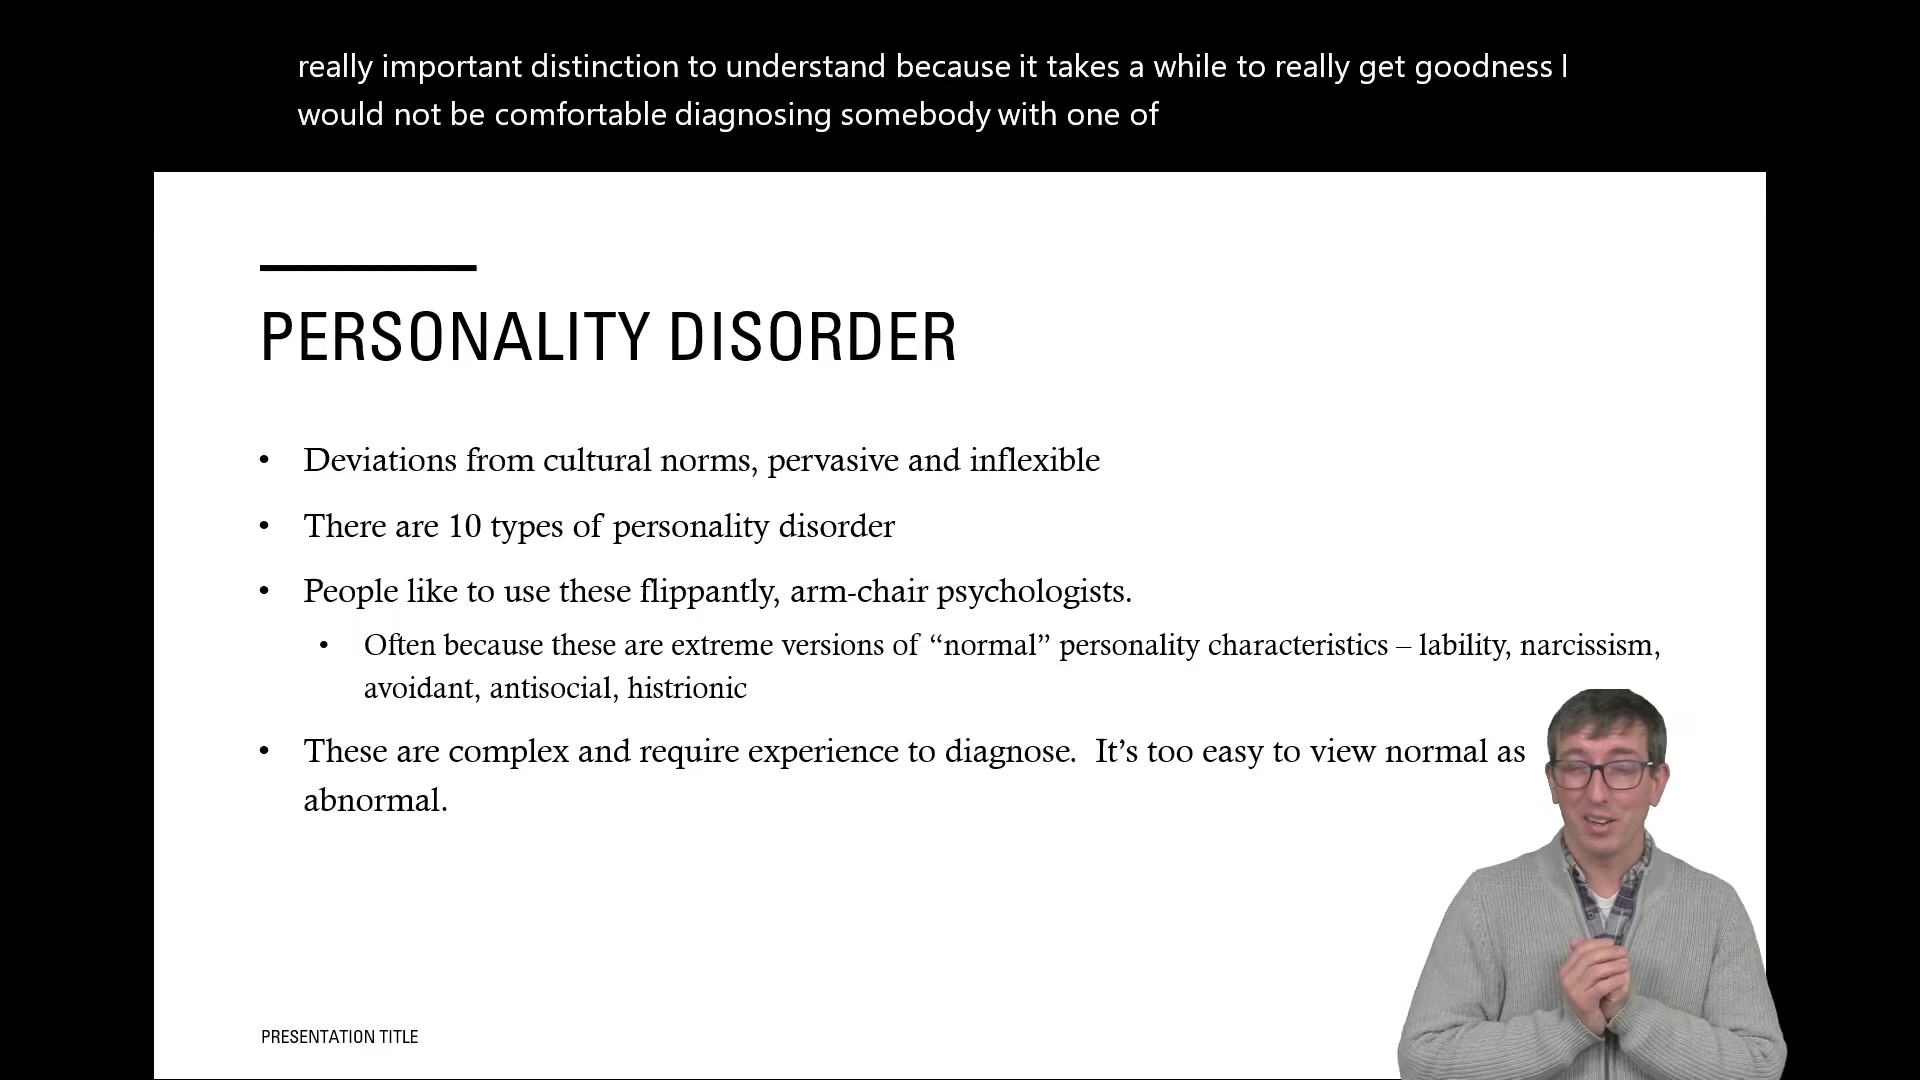 really important distinction to understand because it takes a while to really get goodness I
would not be comfortable diagnosing somebody with one of
PERSONALITY DISORDER
• Deviations from cultural norms, pervasive and inflexible
• There are 10 types of personality disorder
• People like to use these flippantly, arm-chair psychologists.
• Often because these are extreme versions of “normal” personality characteristics – lability, narcissism,
avoidant, antisocial, histrionic
• These are complex and require experience to diagnose.  It’s too easy to view normal as
abnormal.
PRESENTATION TITLE